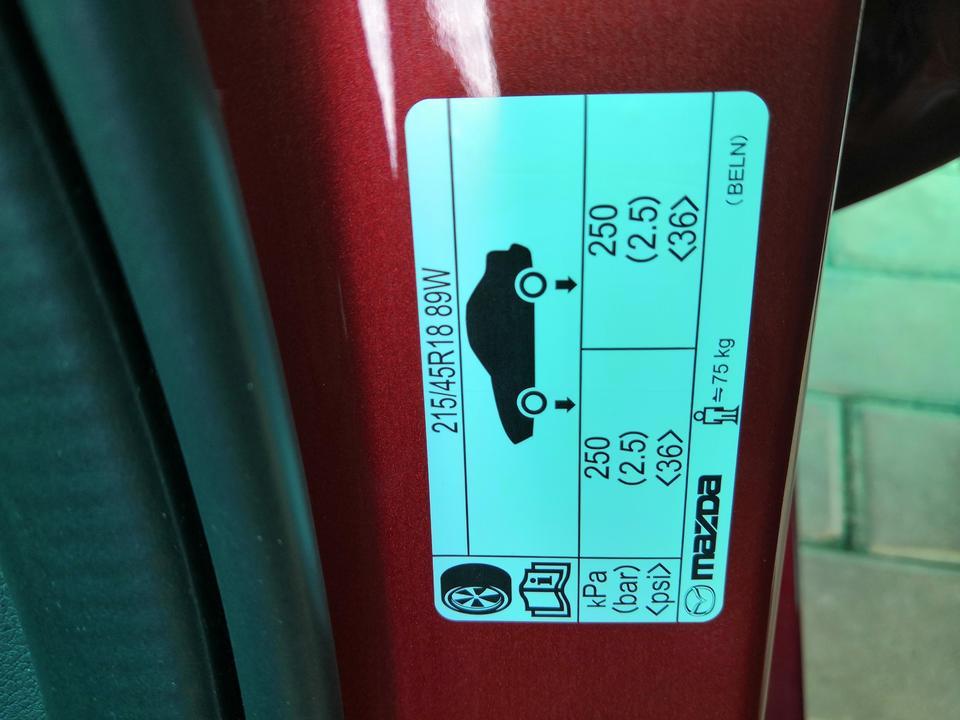 215/45R18 89W
kPa 250 250
(bar) (2.5) (2.5)
<psi> <36> <36>
mazda ≒75 kg (BELN)